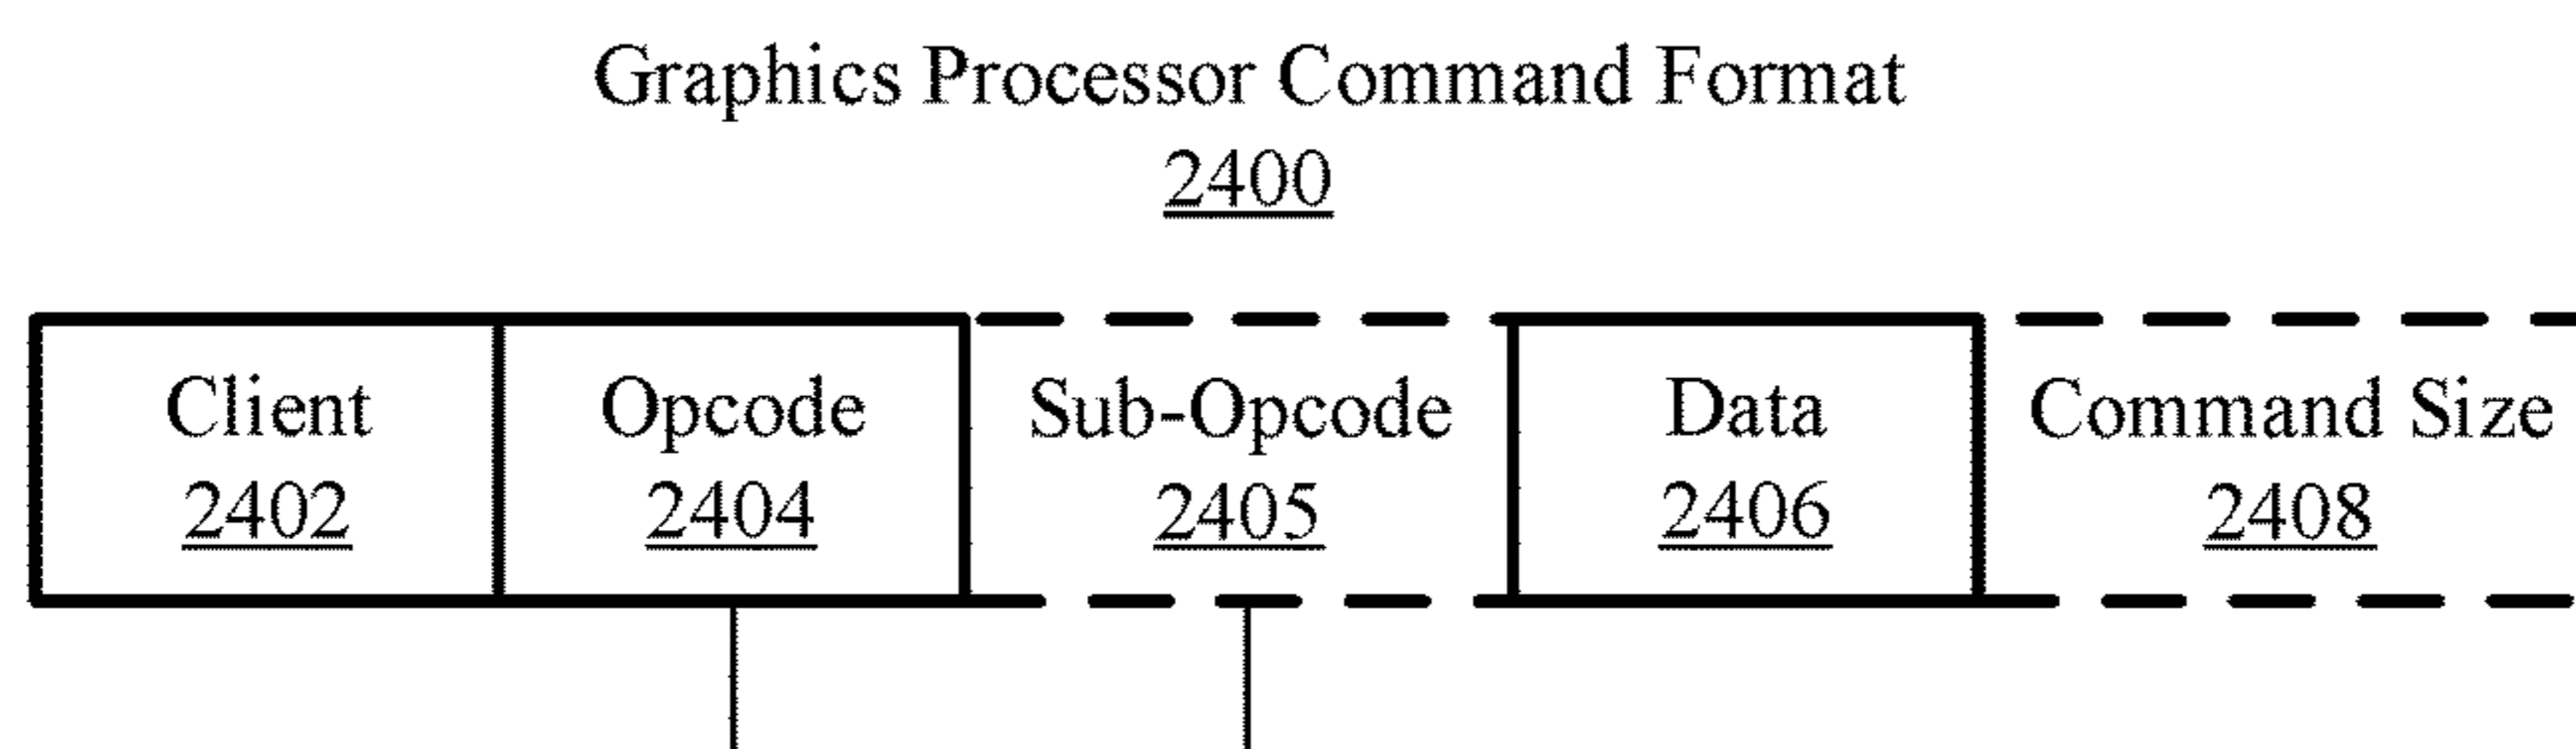 Graphics Processor Command Format
2400
Client
2402
Opcode
2404
Sub-Opcode
2405
Data
2406
Command Size
2408